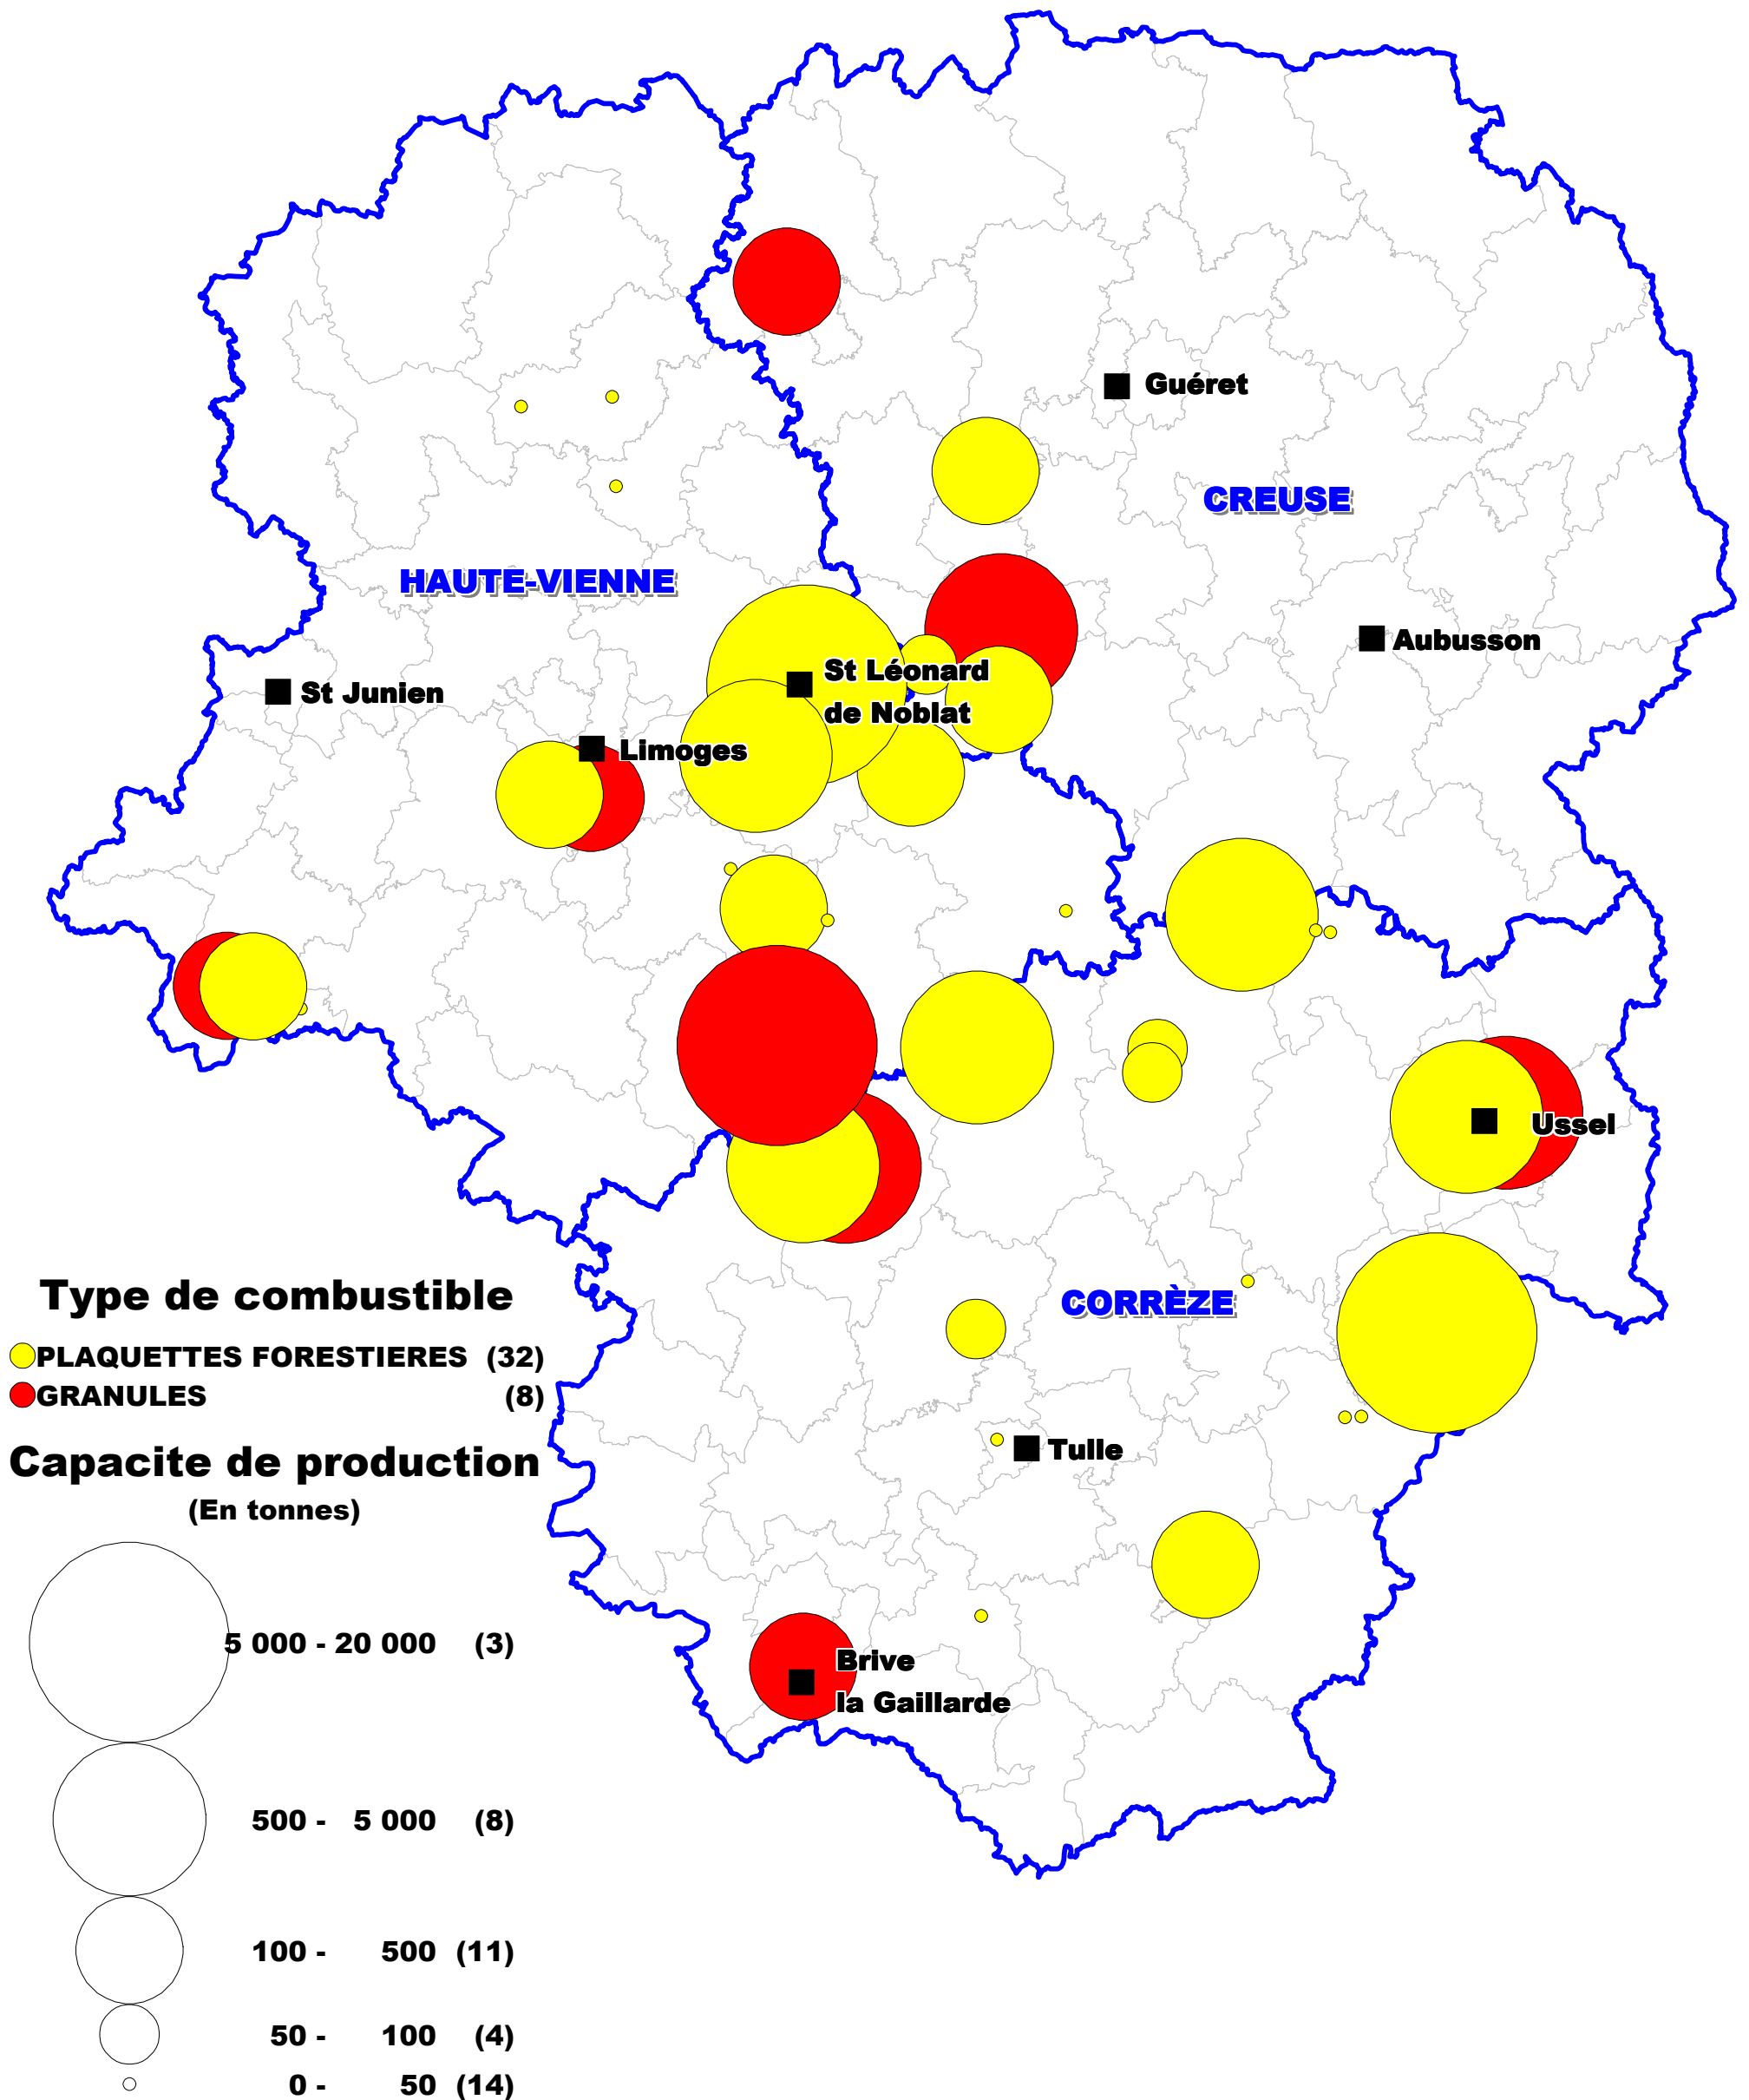 Guéret
CREUSE
HAUTE-VIENNE
Aubusson
St Léonard
de Noblat
St Junien
Limoges
Ussel
Type de combustible
CORRÈZE
PLAQUETTES FORESTIERES (32)
GRANULES (8)
Tulle
Capacite de production
(En tonnes)
5 000 - 20 000 (3)
Brive
la Gaillarde
500 - 5 000 (8)
100 - 500 (11)
50 - 100 (4)
0 - 50 (14)